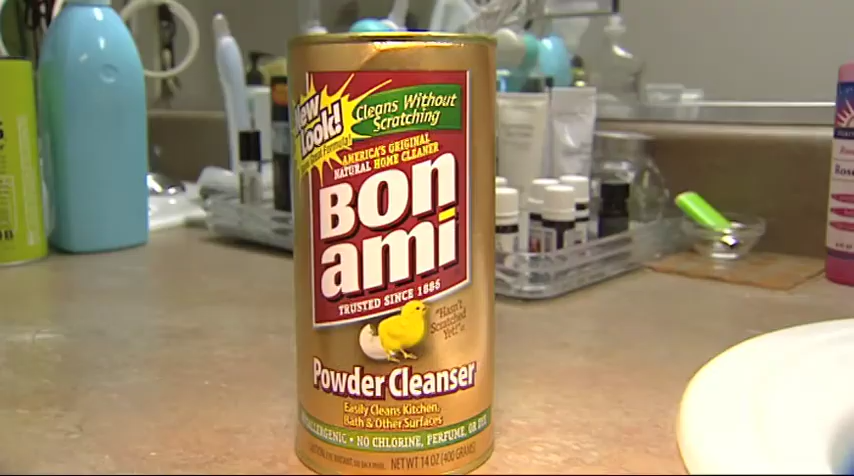 New
Look!
Cleans Without
Scratching
AMERICA'S ORIGINAL
NATURAL HOME CLEANER
Bon
ami
TRUSTED SINCE 1886
"Hasn't
Scratched
Yet!"
Powder Cleanser
Easily Cleans Kitchen,
Bath & Other Surfaces
• NO CHLORINE, PERFUME, OR DYE
NET WT 14 OZ (400 GRAMS)